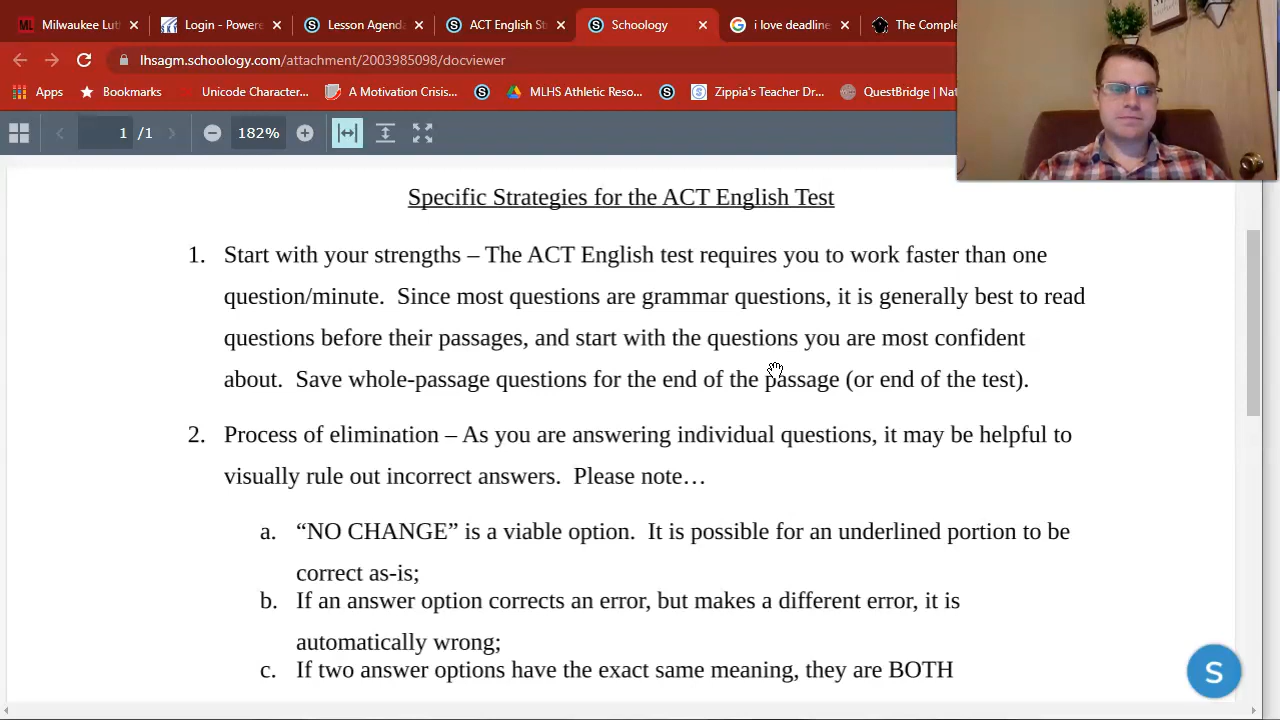 Milwaukee Lut
Login - Powere
Lesson Agenda
ACT English St
Schoology
i love deadline
The Comple
lhsagm.schoology.com/attachment/2003985098/docviewer
Apps Bookmarks Unicode Character... A Motivation Crisis... MLHS Athletic Reso... Zippia's Teacher Dr... QuestBridge | Nat
1 /1 182%
Specific Strategies for the ACT English Test
1. Start with your strengths – The ACT English test requires you to work faster than one
question/minute. Since most questions are grammar questions, it is generally best to read
questions before their passages, and start with the questions you are most confident
about. Save whole-passage questions for the end of the passage (or end of the test).
2. Process of elimination – As you are answering individual questions, it may be helpful to
visually rule out incorrect answers. Please note…
a. “NO CHANGE” is a viable option. It is possible for an underlined portion to be
correct as-is;
b. If an answer option corrects an error, but makes a different error, it is
automatically wrong;
c. If two answer options have the exact same meaning, they are BOTH
S